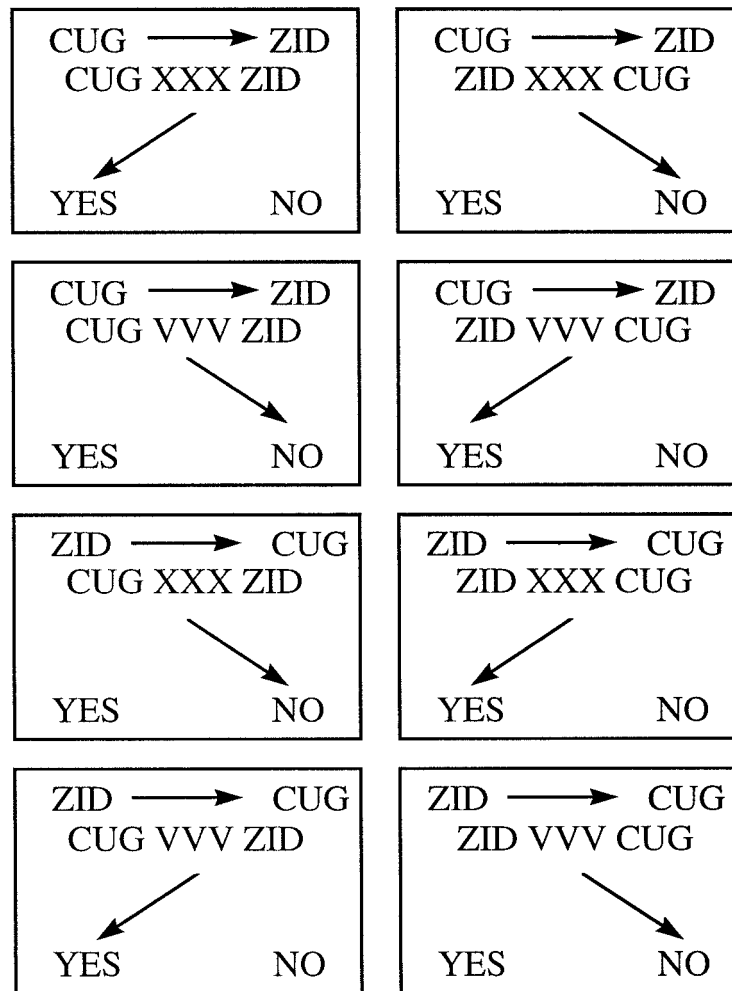 CUG ZID
CUG XXX ZID
YES NO
CUG ZID
ZID XXX CUG
YES NO
CUG ZID
CUG VVV ZID
YES NO
CUG ZID
ZID VVV CUG
YES NO
ZID CUG
CUG XXX ZID
YES NO
ZID CUG
ZID XXX CUG
YES NO
ZID CUG
CUG VVV ZID
YES NO
ZID CUG
ZID VVV CUG
YES NO